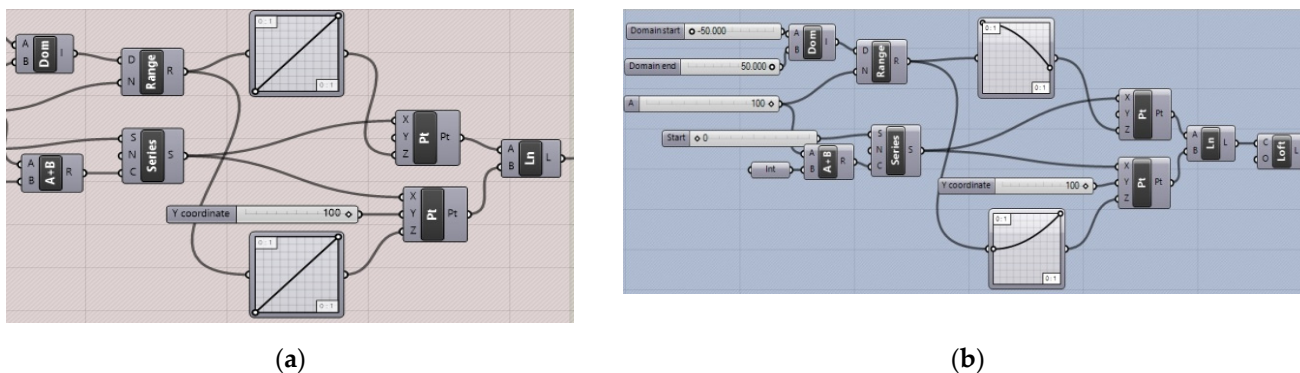 A
B
Dom
I
D
N
Range
R
0 : 1
0 : 1
S
N
C
Series
S
A
B
A+B
R
X
Y
Z
Pt
Pt
A
B
Ln
L
Y coordinate
100
X
Y
Z
Pt
Pt
0 : 1
0 : 1
(a)
Domain start
-50.000
A
B
Dom
I
Domain end
50.000
D
N
Range
R
0 : 1
0 : 1
A
100
Start
0
S
N
C
Series
S
Int
A
B
A+B
R
X
Y
Z
Pt
Pt
A
B
Ln
L
C
O
Loft
L
Y coordinate
100
X
Y
Z
Pt
Pt
0 : 1
0 : 1
(b)